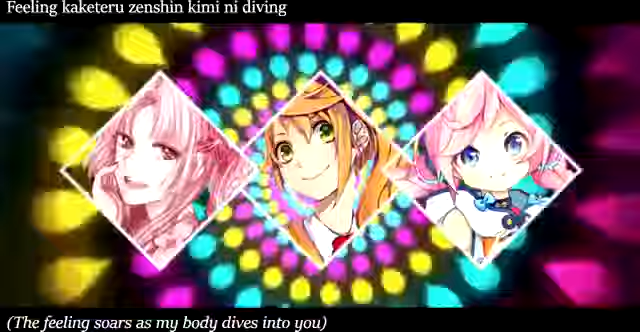 Feeling kaketeru zenshin kimi ni diving
(The feeling soars as my body dives into you)